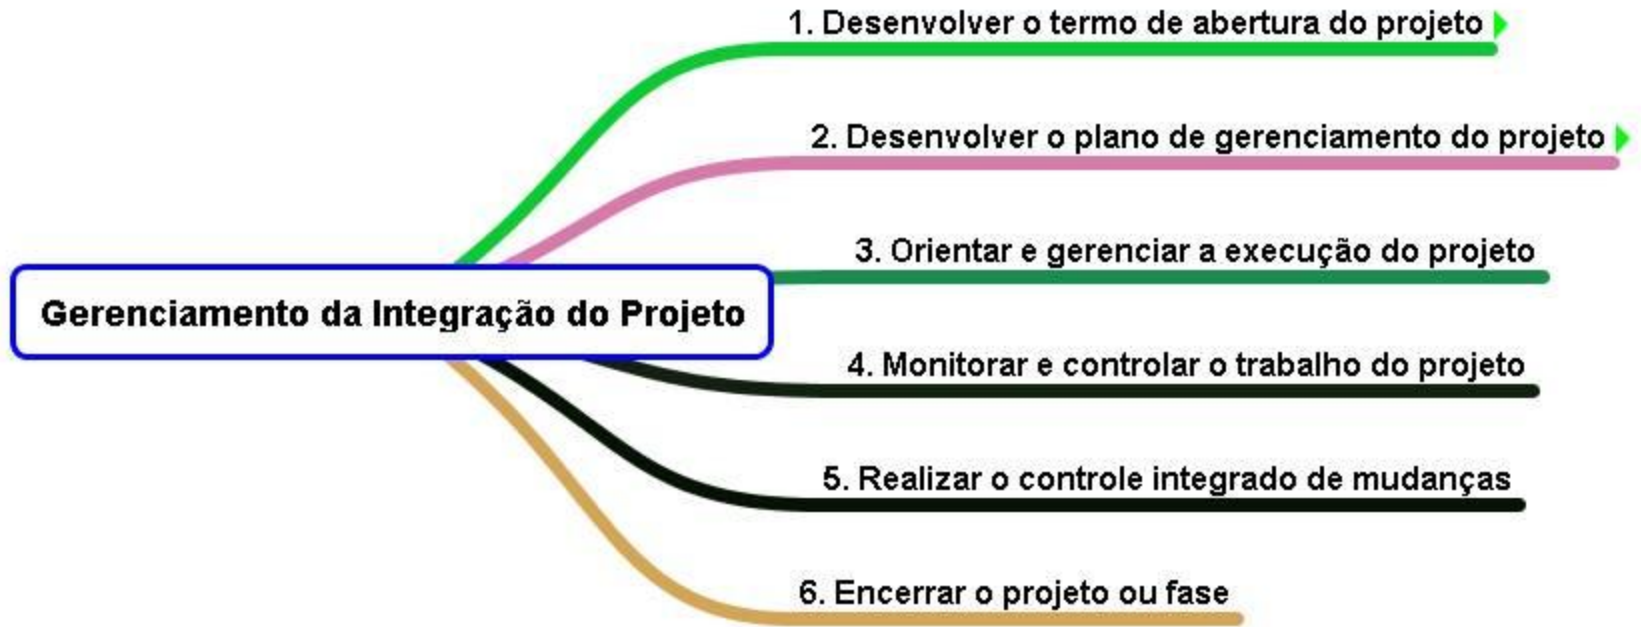 1. Desenvolver o termo de abertura do projeto
2. Desenvolver o plano de gerenciamento do projeto
3. Orientar e gerenciar a execução do projeto
Gerenciamento da Integração do Projeto
4. Monitorar e controlar o trabalho do projeto
5. Realizar o controle integrado de mudanças
6. Encerrar o projeto ou fase